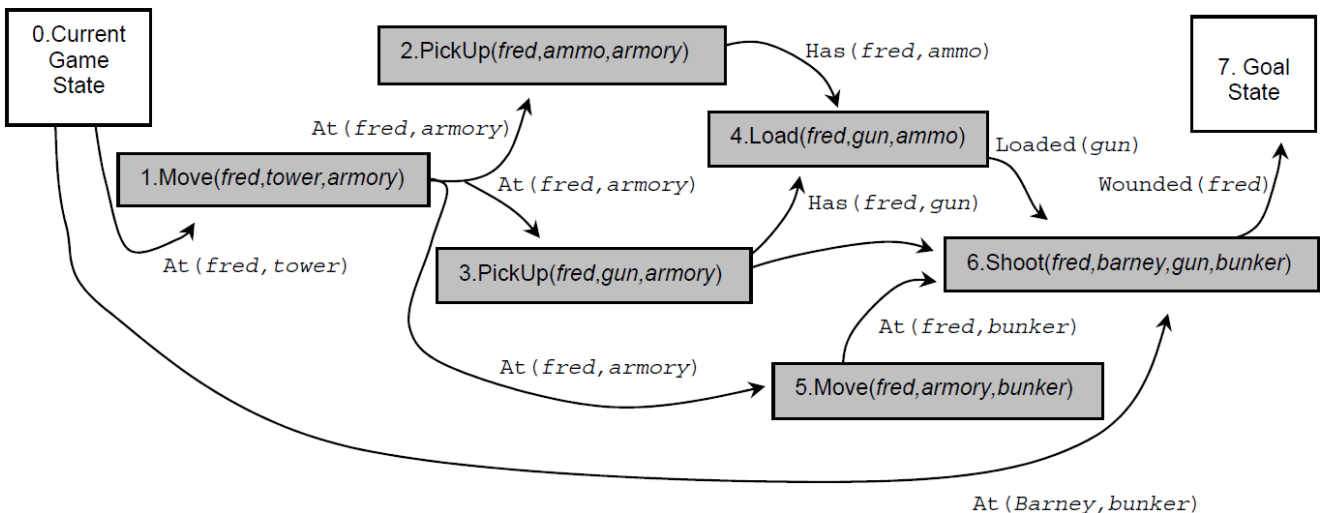 0.Current
Game
State
2.PickUp(fred,ammo,armory)
Has(fred,ammo)
7. Goal
State
At(fred,armory)
4.Load(fred,gun,ammo)
Loaded(gun)
1.Move(fred,tower,armory)
At(fred,armory)
Wounded(fred)
Has(fred,gun)
At(fred,tower)
3.PickUp(fred,gun,armory)
6.Shoot(fred,barney,gun,bunker)
At(fred,bunker)
At(fred,armory)
5.Move(fred,armory,bunker)
At(Barney,bunker)